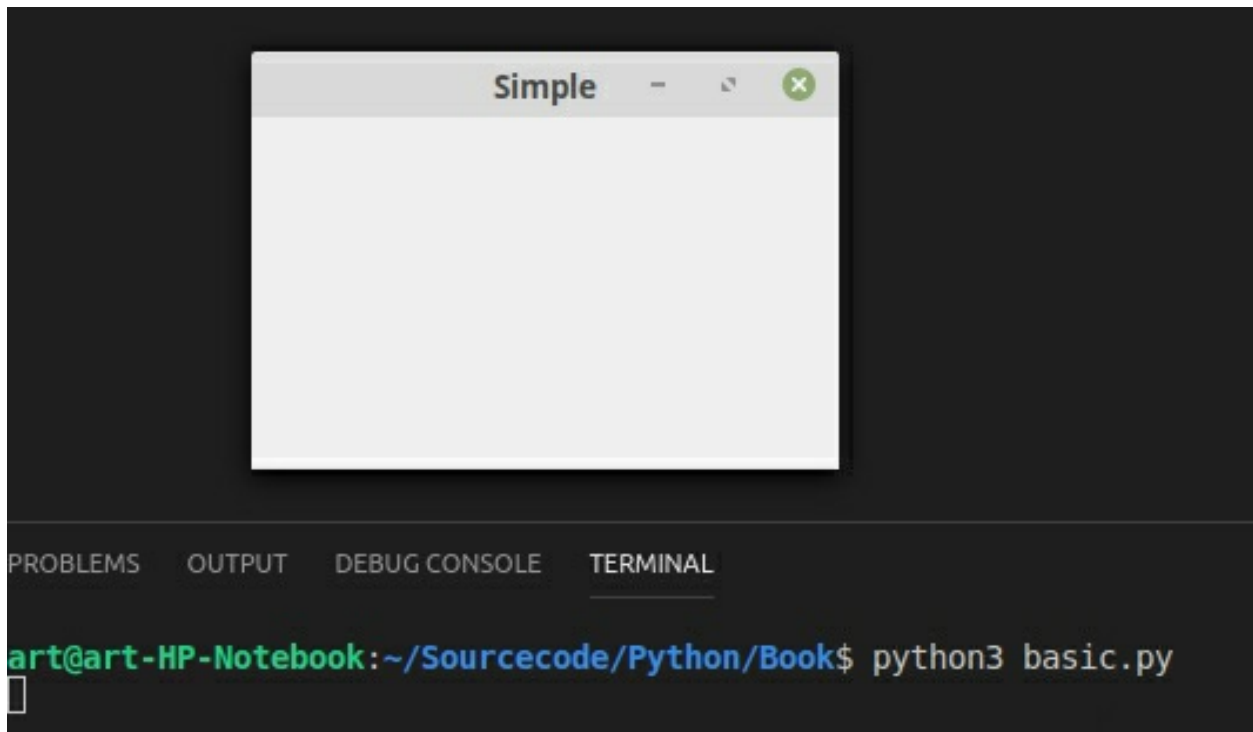 Simple
PROBLEMS OUTPUT DEBUG CONSOLE TERMINAL
art@art-HP-Notebook:~/Sourcecode/Python/Book$ python3 basic.py